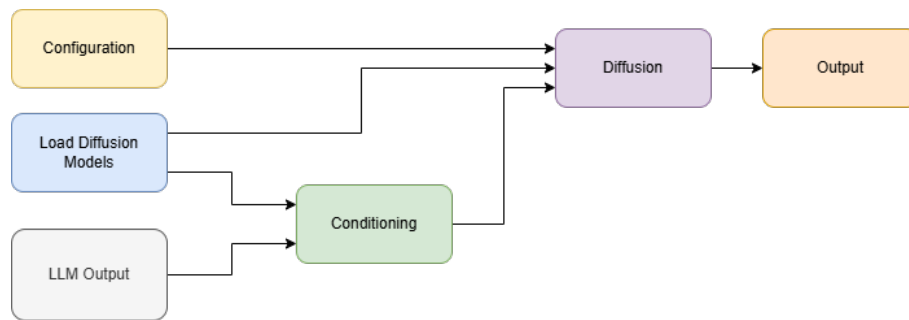 Configuration
Diffusion
Output
Load Diffusion
Models
Conditioning
LLM Output